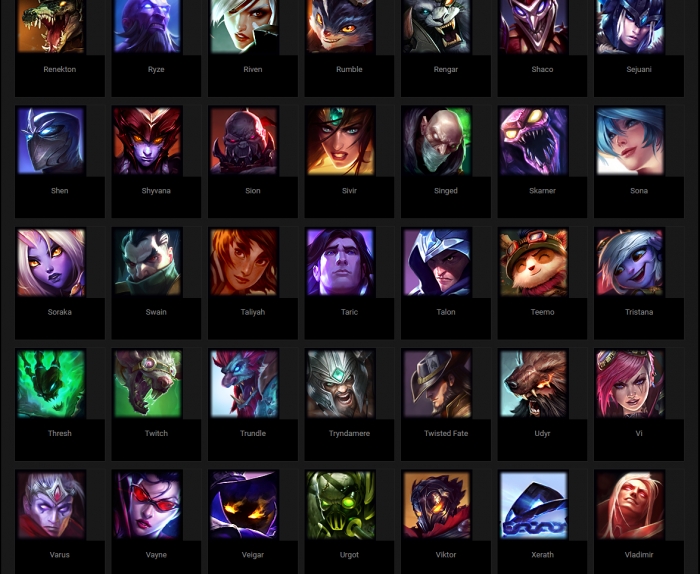 Renekton
Ryze
Riven
Rumble
Rengar
Shaco
Sejuani
Shen
Shyvana
Sion
Sivir
Singed
Skarner
Sona
Soraka
Swain
Taliyah
Taric
Talon
Teemo
Tristana
Thresh
Twitch
Trundle
Tryndamere
Twisted Fate
Udyr
Vi
Varus
Vayne
Veigar
Urgot
Viktor
Xerath
Vladimir